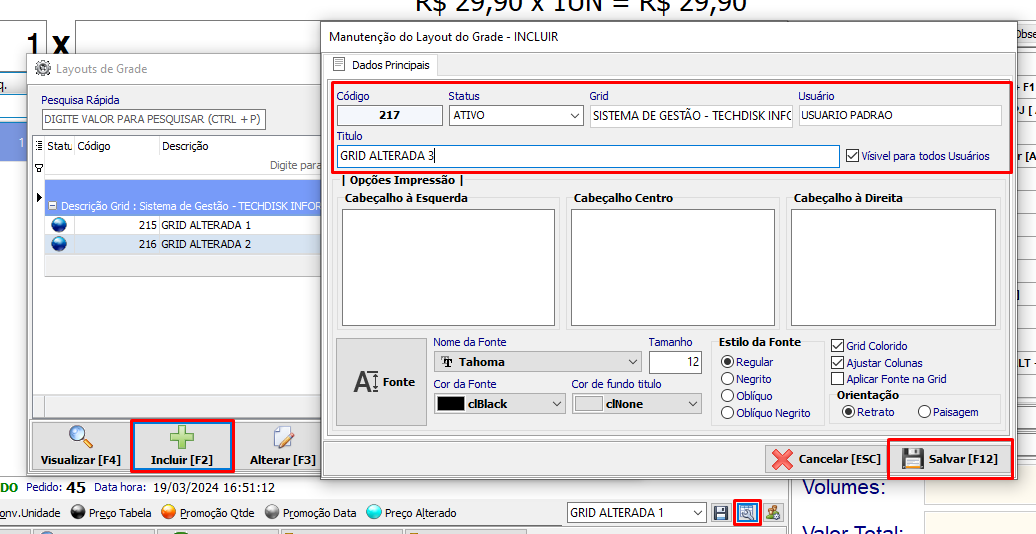 R$ 29,90 x 1UN = R$ 29,90
1 x
Manutenção do Layout do Grade - INCLUIR
Layouts de Grade
Dados Principais
Pesquisa Rápida
DIGITE VALOR PARA PESQUISAR (CTRL +P)
Código Status Grid Usuário
217 ATIVO SISTEMA DE GESTÃO - TECHDISK INFO USUARIO PADRAO
Titulo
GRID ALTERADA 3 Vísivel para todos Usuários
Statu Código Descrição
Digite para
Descrição Grid : Sistema de Gestão - TECHDISK INFOR
215 GRID ALTERADA 1
216 GRID ALTERADA 2
| Opções Impressão |
Cabeçalho à Esquerda Cabeçalho Centro Cabeçalho à Direita
Nome da Fonte Tamanho Estilo da Fonte
Tahoma 12
Fonte
Cor da Fonte Cor de fundo titulo
clBlack clNone
Regular
Negrito
Oblíquo
Oblíquo Negrito
Grid Colorido
Ajustar Colunas
Aplicar Fonte na Grid
Orientação
Retrato Paisagem
Visualizar [F4] Incluir [F2] Alterar [F3]
Cancelar [ESC] Salvar [F12]
DO Pedido: 45 Data hora: 19/03/2024 16:51:12
onv.Unidade Preço Tabela Promoção Qtde Promoção Data Preço Alterado GRID ALTERADA 1
Volumes:
Valor Total: